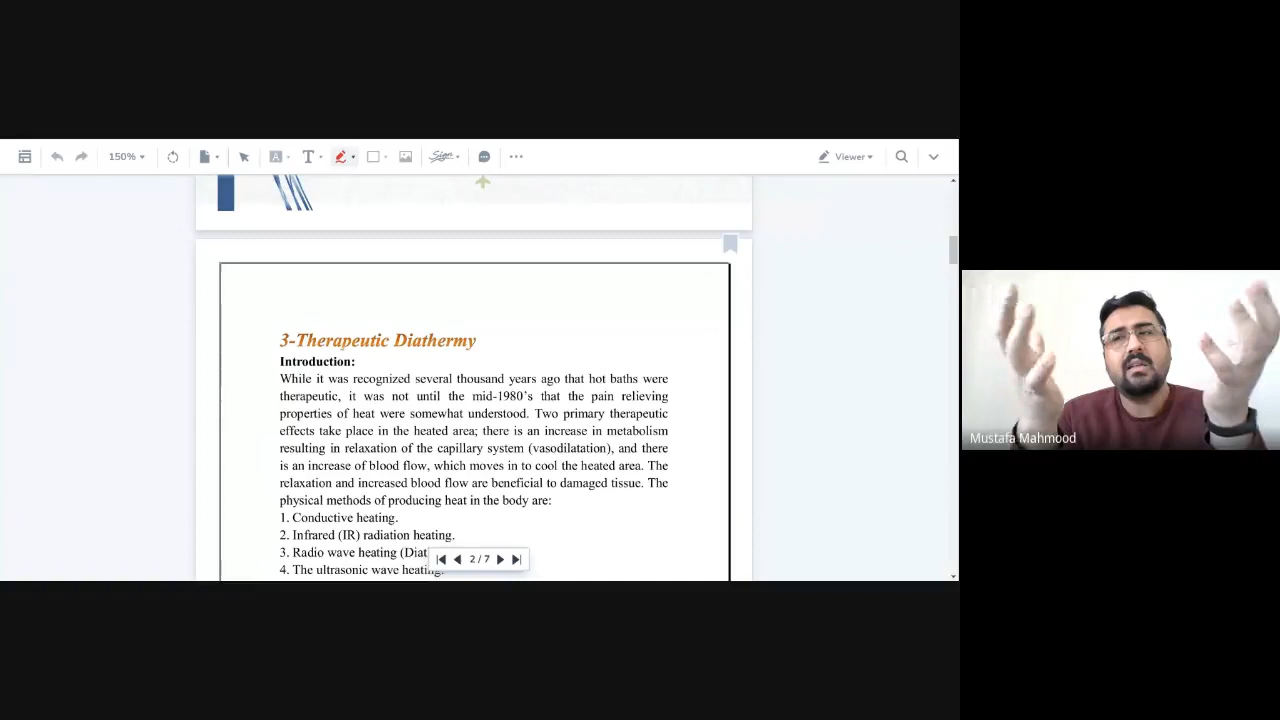 150%
Viewer
3-Therapeutic Diathermy
Introduction:
While it was recognized several thousand years ago that hot baths were
therapeutic, it was not until the mid-1980's that the pain relieving
properties of heat were somewhat understood. Two primary therapeutic
effects take place in the heated area; there is an increase in metabolism
resulting in relaxation of the capillary system (vasodilatation), and there
is an increase of blood flow, which moves in to cool the heated area. The
relaxation and increased blood flow are beneficial to damaged tissue. The
physical methods of producing heat in the body are:
1. Conductive heating.
2. Infrared (IR) radiation heating.
3. Radio wave heating (Diat
4. The ultrasonic wave heating.
2 / 7
Mustafa Mahmood